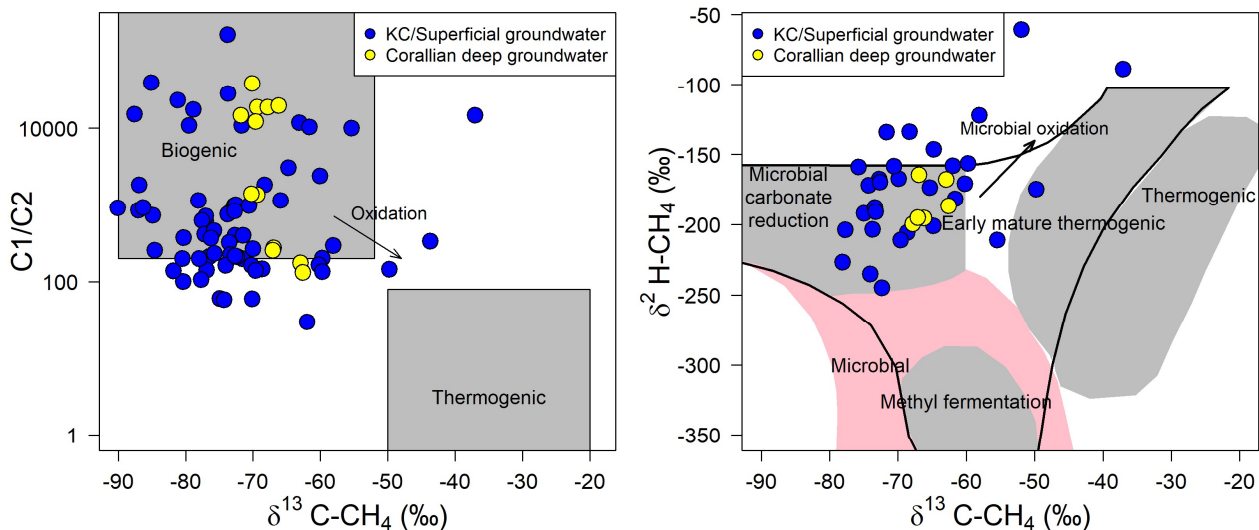 KC/Superficial groundwater
Corallian deep groundwater
C1/C2
10000
100
1
Biogenic
Oxidation
Thermogenic
-90 -80 -70 -60 -50 -40 -30 -20
δ¹³ C-CH₄ (‰)
KC/Superficial groundwater
Corallian deep groundwater
δ² H-CH₄ (‰)
-50
-100
-150
-200
-250
-300
-350
Microbial oxidation
Microbial
carbonate
reduction
Thermogenic
Early mature thermogenic
Microbial
Methyl fermentation
-90 -80 -70 -60 -50 -40 -30 -20
δ¹³ C-CH₄ (‰)